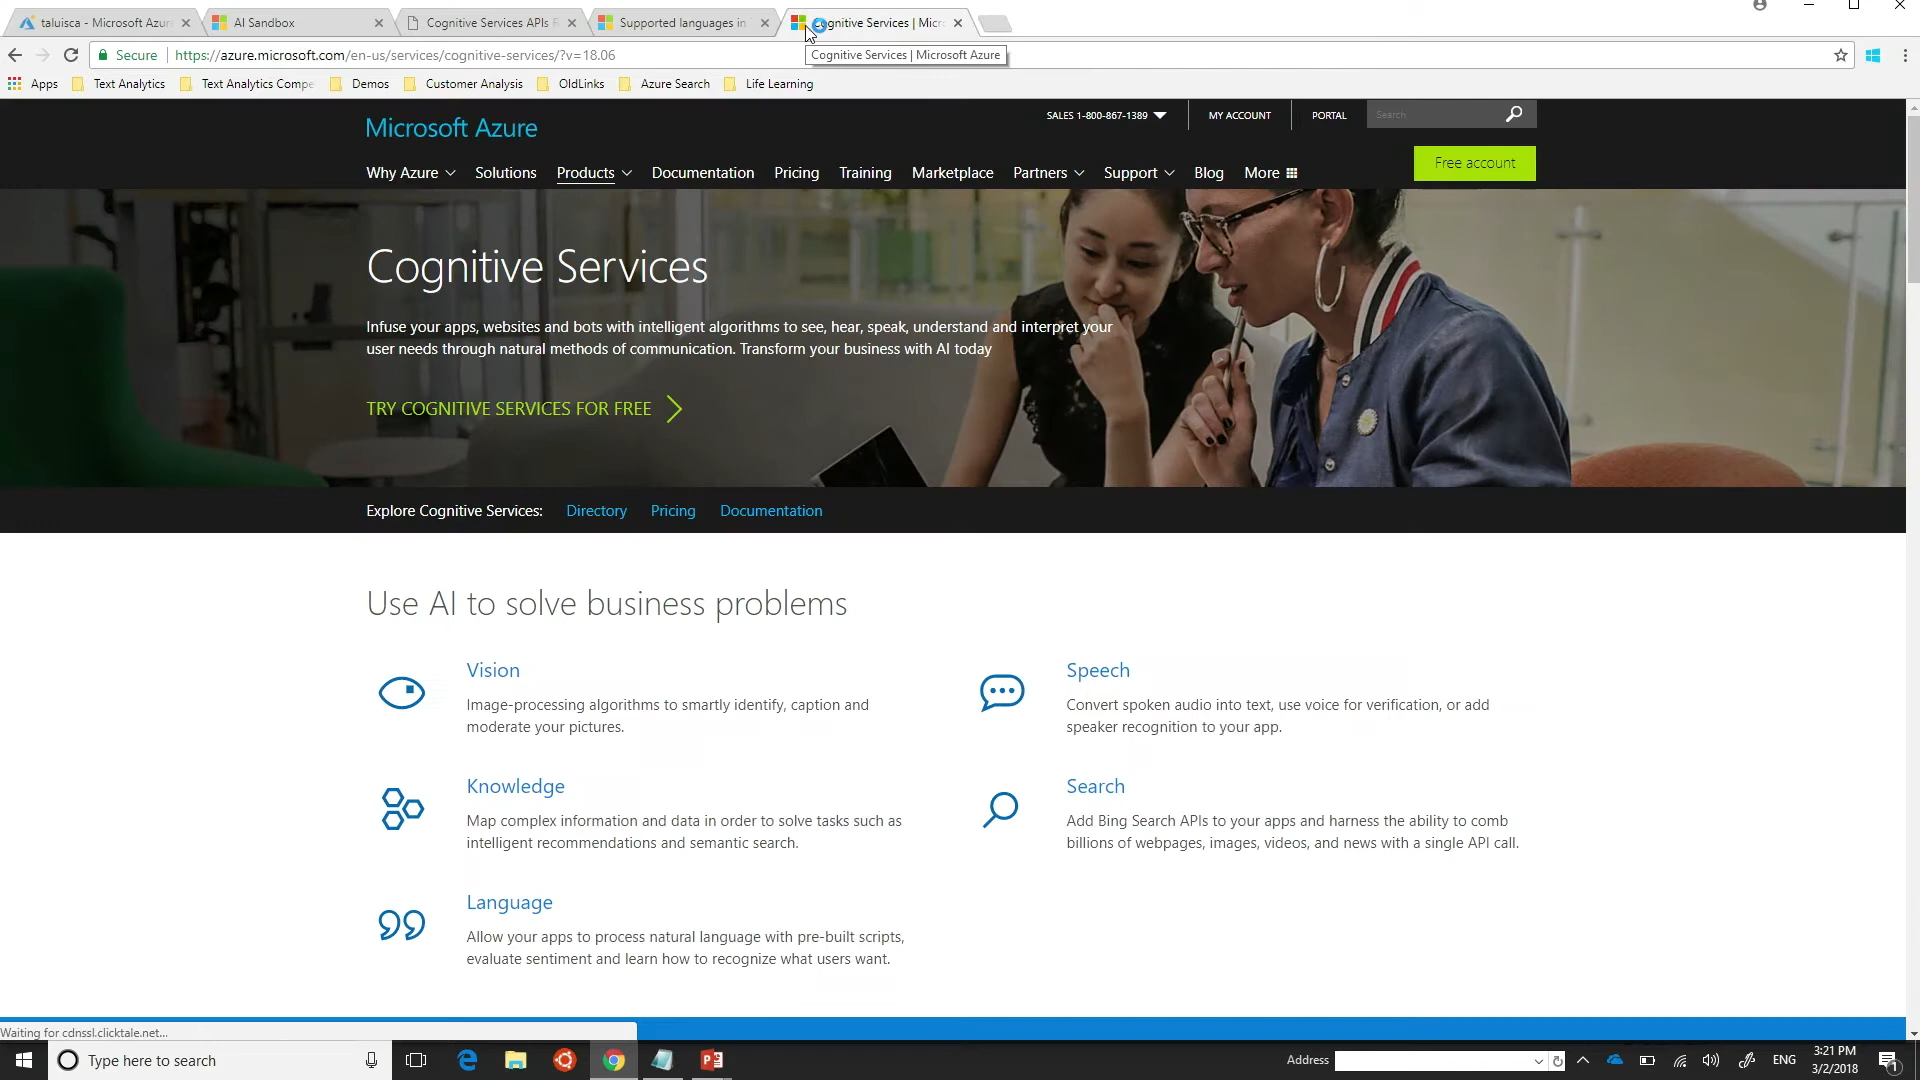 taluisca - Microsoft Azur
AI Sandbox
Cognitive Services APIs R
Supported languages in
Cognitive Services | Micr
Secure
https://azure.microsoft.com/en-us/services/cognitive-services/?v=18.06
Cognitive Services | Microsoft Azure
Apps
Text Analytics
Text Analytics Compe
Demos
Customer Analysis
OldLinks
Azure Search
Life Learning
Microsoft Azure
SALES 1-800-867-1389
MY ACCOUNT
PORTAL
Search
Why Azure
Solutions
Products
Documentation
Pricing
Training
Marketplace
Partners
Support
Blog
More
Free account
Cognitive Services
Infuse your apps, websites and bots with intelligent algorithms to see, hear, speak, understand and interpret your
user needs through natural methods of communication. Transform your business with AI today
TRY COGNITIVE SERVICES FOR FREE
Explore Cognitive Services:
Directory
Pricing
Documentation
Use AI to solve business problems
Vision
Image-processing algorithms to smartly identify, caption and
moderate your pictures.
Speech
Convert spoken audio into text, use voice for verification, or add
speaker recognition to your app.
Knowledge
Map complex information and data in order to solve tasks such as
intelligent recommendations and semantic search.
Search
Add Bing Search APIs to your apps and harness the ability to comb
billions of webpages, images, videos, and news with a single API call.
Language
Allow your apps to process natural language with pre-built scripts,
evaluate sentiment and learn how to recognize what users want.
Waiting for cdnssl.clicktale.net...
Type here to search
Address
ENG
3:21 PM
3/2/2018
1